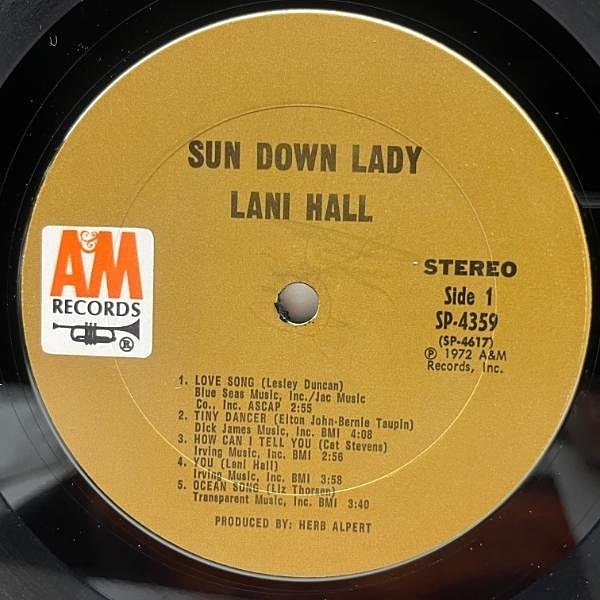 SUN DOWN LADY
LANI HALL
A&M
RECORDS
®
STEREO
Side 1
SP-4359
(SP-4617)
℗ 1972 A&M
Records, Inc.
1. LOVE SONG (Lesley Duncan)
Blue Seas Music, Inc./Jac Music
Co., Inc. ASCAP 2:55
2. TINY DANCER (Elton John-Bernie Taupin)
Dick James Music, Inc. BMI 4:08
3. HOW CAN I TELL YOU (Cat Stevens)
Irving Music, Inc. BMI 2:56
4. YOU (Lani Hall)
Irving Music, Inc. BMI 3:58
5. OCEAN SONG (Liz Thorsen)
Transparent Music, Inc. BMI 3:40
PRODUCED BY: HERB ALPERT